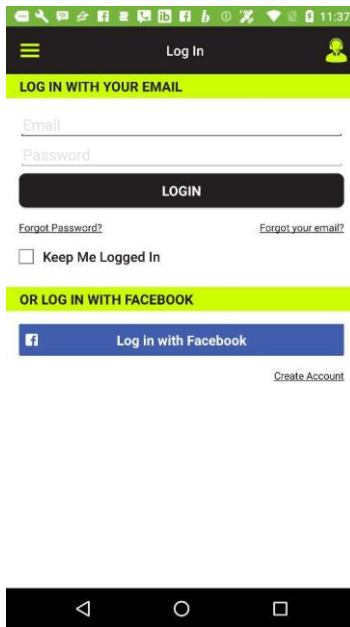 11:37
Log In
LOG IN WITH YOUR EMAIL
Email
Password
LOGIN
Forgot Password? Forgot your email?
Keep Me Logged In
OR LOG IN WITH FACEBOOK
Log in with Facebook
Create Account